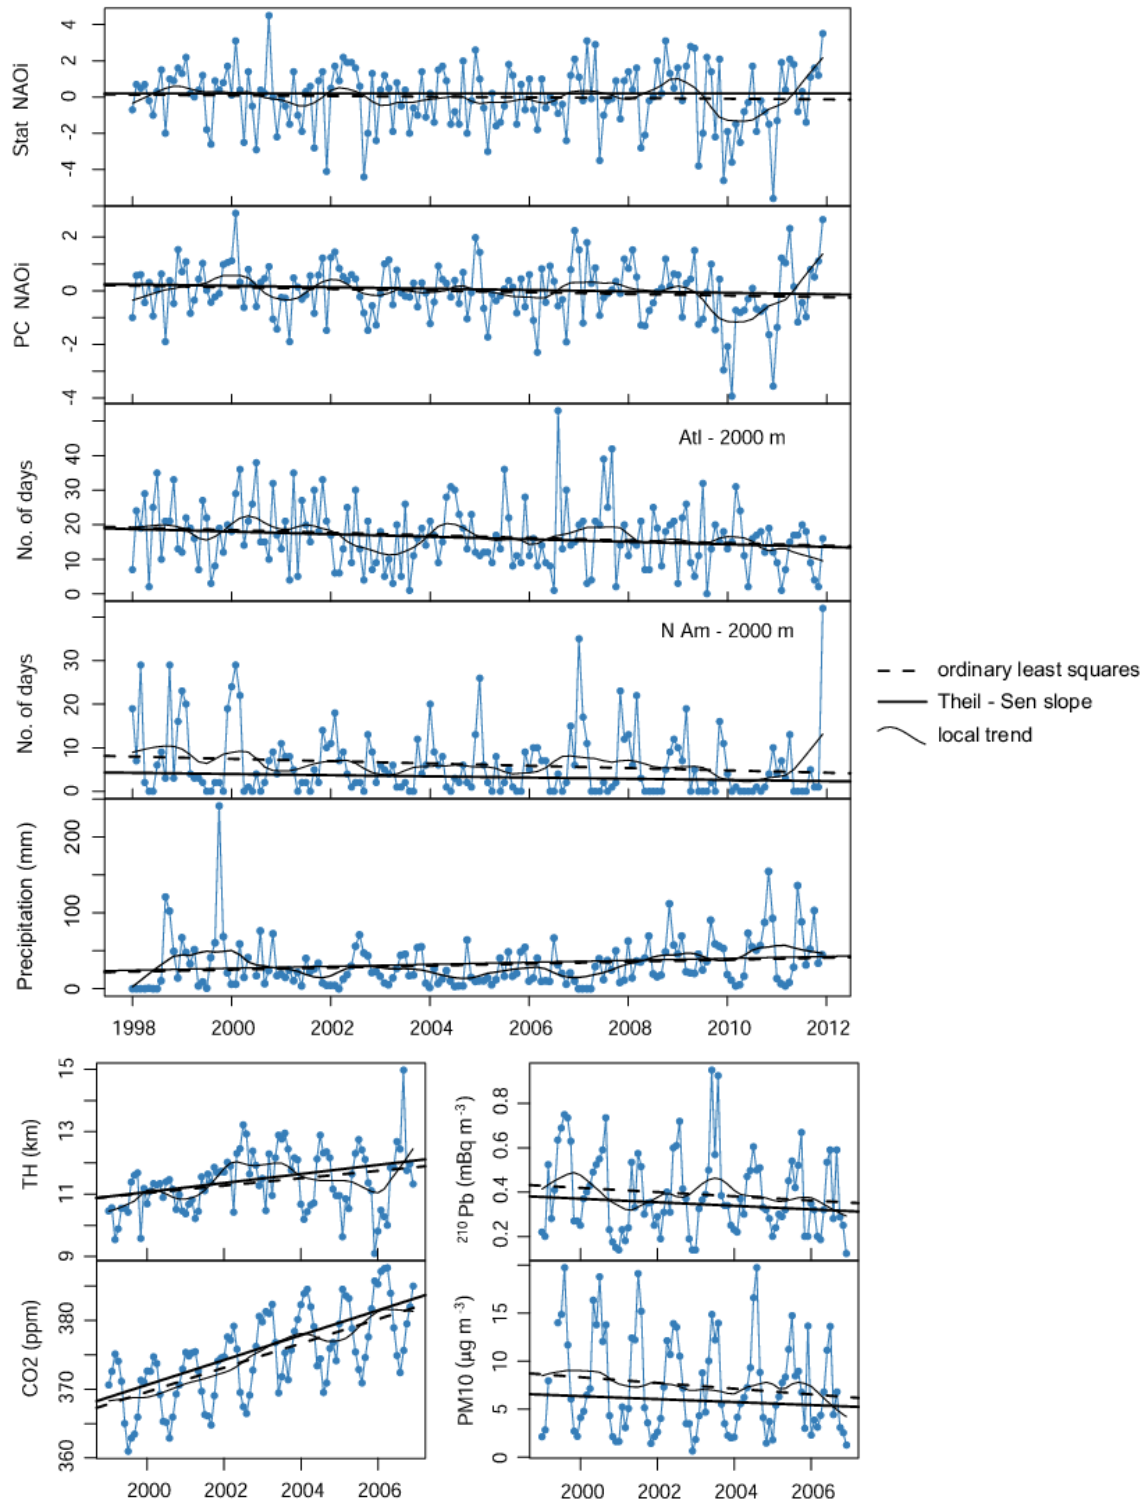 Stat NAOi
4
2
0
-2
-4
PC NAOi
2
0
-2
-4
No. of days
Atl - 2000 m
40
30
20
10
0
No. of days
N Am - 2000 m
30
20
10
0
ordinary least squares
Theil - Sen slope
local trend
Precipitation (mm)
200
100
0
1998 2000 2002 2004 2006 2008 2010 2012
TH (km)
15
13
11
9
210Pb (mBq m-3)
0.8
0.6
0.4
0.2
CO2 (ppm)
380
370
360
2000 2002 2004 2006
PM10 (µg m-3)
15
10
5
0
2000 2002 2004 2006